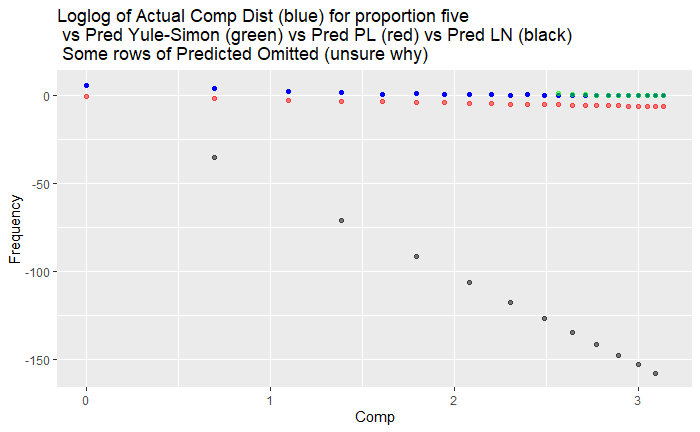 Loglog of Actual Comp Dist (blue) for proportion five
vs Pred Yule-Simon (green) vs Pred PL (red) vs Pred LN (black)
Some rows of Predicted Omitted (unsure why)
0
-50
-100
-150
Frequency
0 1 2 3
Comp